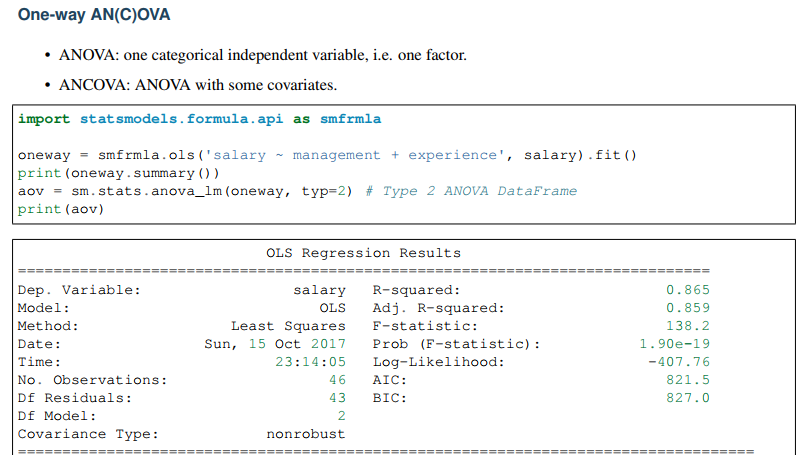 One-way AN(C)OVA
• ANOVA: one categorical independent variable, i.e. one factor.
• ANCOVA: ANOVA with some covariates.
import statsmodels.formula.api as smfrmla
oneway = smfrmla.ols('salary ~ management + experience', salary).fit()
print(oneway.summary())
aov = sm.stats.anova_lm(oneway, typ=2) # Type 2 ANOVA DataFrame
print(aov)
OLS Regression Results
==============================================================================
Dep. Variable: salary R-squared: 0.865
Model: OLS Adj. R-squared: 0.859
Method: Least Squares F-statistic: 138.2
Date: Sun, 15 Oct 2017 Prob (F-statistic): 1.90e-19
Time: 23:14:05 Log-Likelihood: -407.76
No. Observations: 46 AIC: 821.5
Df Residuals: 43 BIC: 827.0
Df Model: 2
Covariance Type: nonrobust
===================================================================================